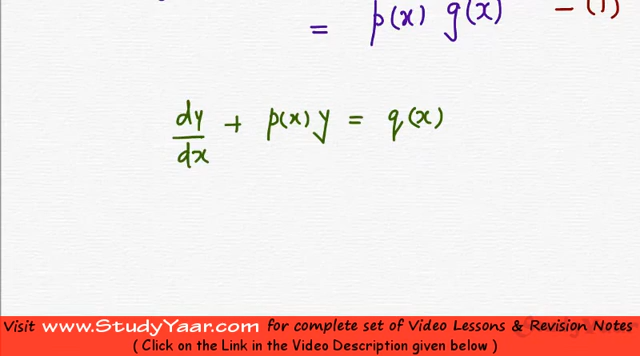 = p(x) g(x) – (1)
dy/dx + p(x) y = q(x)
Visit www.StudyYaar.com for complete set of Video Lessons & Revision Notes
( Click on the Link in the Video Description given below )